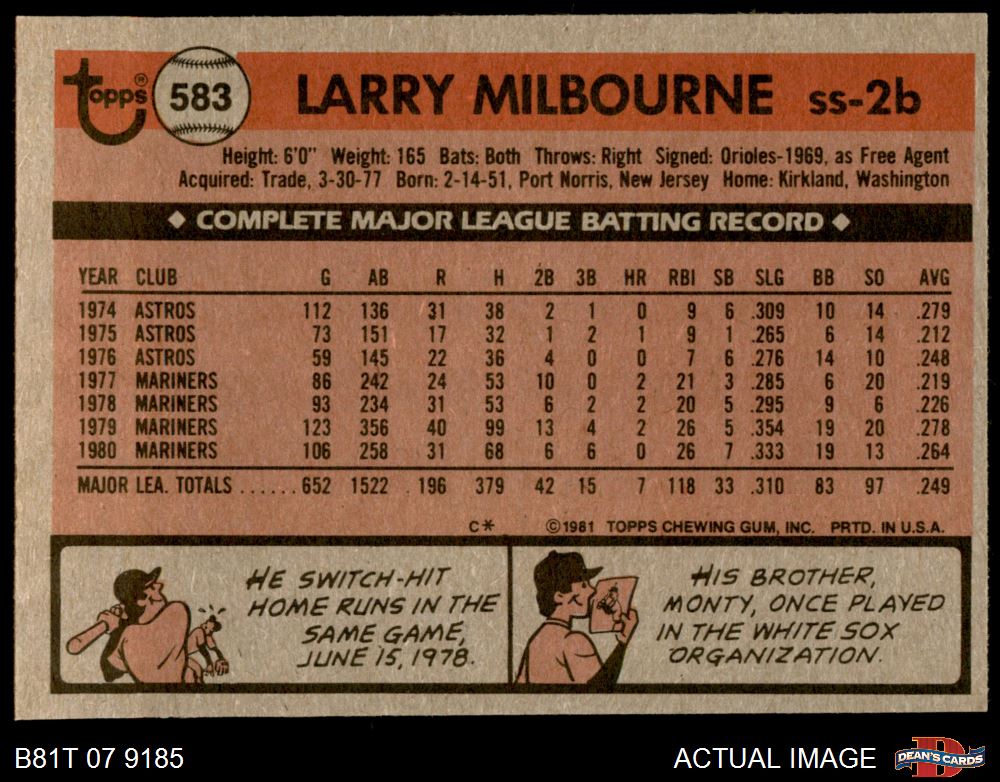 topps® 583 LARRY MILBOURNE ss-2b
Height: 6'0" Weight: 165 Bats: Both Throws: Right Signed: Orioles-1969, as Free Agent
Acquired: Trade, 3-30-77 Born: 2-14-51, Port Norris, New Jersey Home: Kirkland, Washington
◆ COMPLETE MAJOR LEAGUE BATTING RECORD ◆
YEAR CLUB G AB R H 2B 3B HR RBI SB SLG BB SO AVG
1974 ASTROS 112 136 31 38 2 1 0 9 6 .309 10 14 .279
1975 ASTROS 73 151 17 32 1 2 1 9 1 .265 6 14 .212
1976 ASTROS 59 145 22 36 4 0 0 7 6 .276 14 10 .248
1977 MARINERS 86 242 24 53 10 0 2 21 3 .285 6 20 .219
1978 MARINERS 93 234 31 53 6 2 2 20 5 .295 9 6 .226
1979 MARINERS 123 356 40 99 13 4 2 26 5 .354 19 20 .278
1980 MARINERS 106 258 31 68 6 6 0 26 7 .333 19 13 .264
MAJOR LEA. TOTALS ...... 652 1522 196 379 42 15 7 118 33 .310 83 97 .249
C* ©1981 TOPPS CHEWING GUM, INC. PRTD. IN U.S.A.
HE SWITCH-HIT
HOME RUNS IN THE
SAME GAME,
JUNE 15, 1978.
HIS BROTHER,
MONTY, ONCE PLAYED
IN THE WHITE SOX
ORGANIZATION.
B81T 07 9185 ACTUAL IMAGE D DEAN'S CARDS